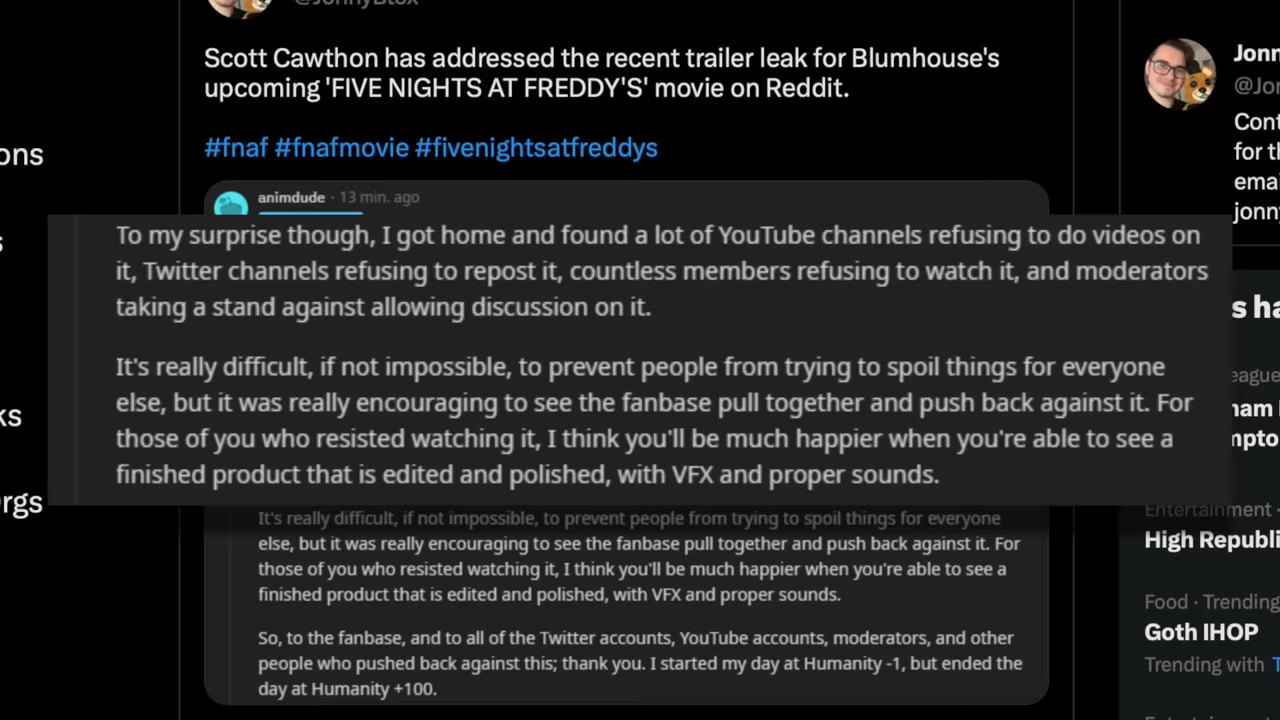 @JonnyBlox
Scott Cawthon has addressed the recent trailer leak for Blumhouse's
upcoming 'FIVE NIGHTS AT FREDDY'S' movie on Reddit.
#fnaf #fnafmovie #fivenightsatfreddys
animdude · 13 min. ago
To my surprise though, I got home and found a lot of YouTube channels refusing to do videos on
it, Twitter channels refusing to repost it, countless members refusing to watch it, and moderators
taking a stand against allowing discussion on it.
It's really difficult, if not impossible, to prevent people from trying to spoil things for everyone
else, but it was really encouraging to see the fanbase pull together and push back against it. For
those of you who resisted watching it, I think you'll be much happier when you're able to see a
finished product that is edited and polished, with VFX and proper sounds.
It's really difficult, if not impossible, to prevent people from trying to spoil things for everyone
else, but it was really encouraging to see the fanbase pull together and push back against it. For
those of you who resisted watching it, I think you'll be much happier when you're able to see a
finished product that is edited and polished, with VFX and proper sounds.
So, to the fanbase, and to all of the Twitter accounts, YouTube accounts, moderators, and other
people who pushed back against this; thank you. I started my day at Humanity -1, but ended the
day at Humanity +100.
ons
s
ks
Orgs
Jonn
@Jon
Cont
for th
emai
jonny
s ha
eague
ham
mpto
Entertainment ·
High Republi
Food · Trending
Goth IHOP
Trending with